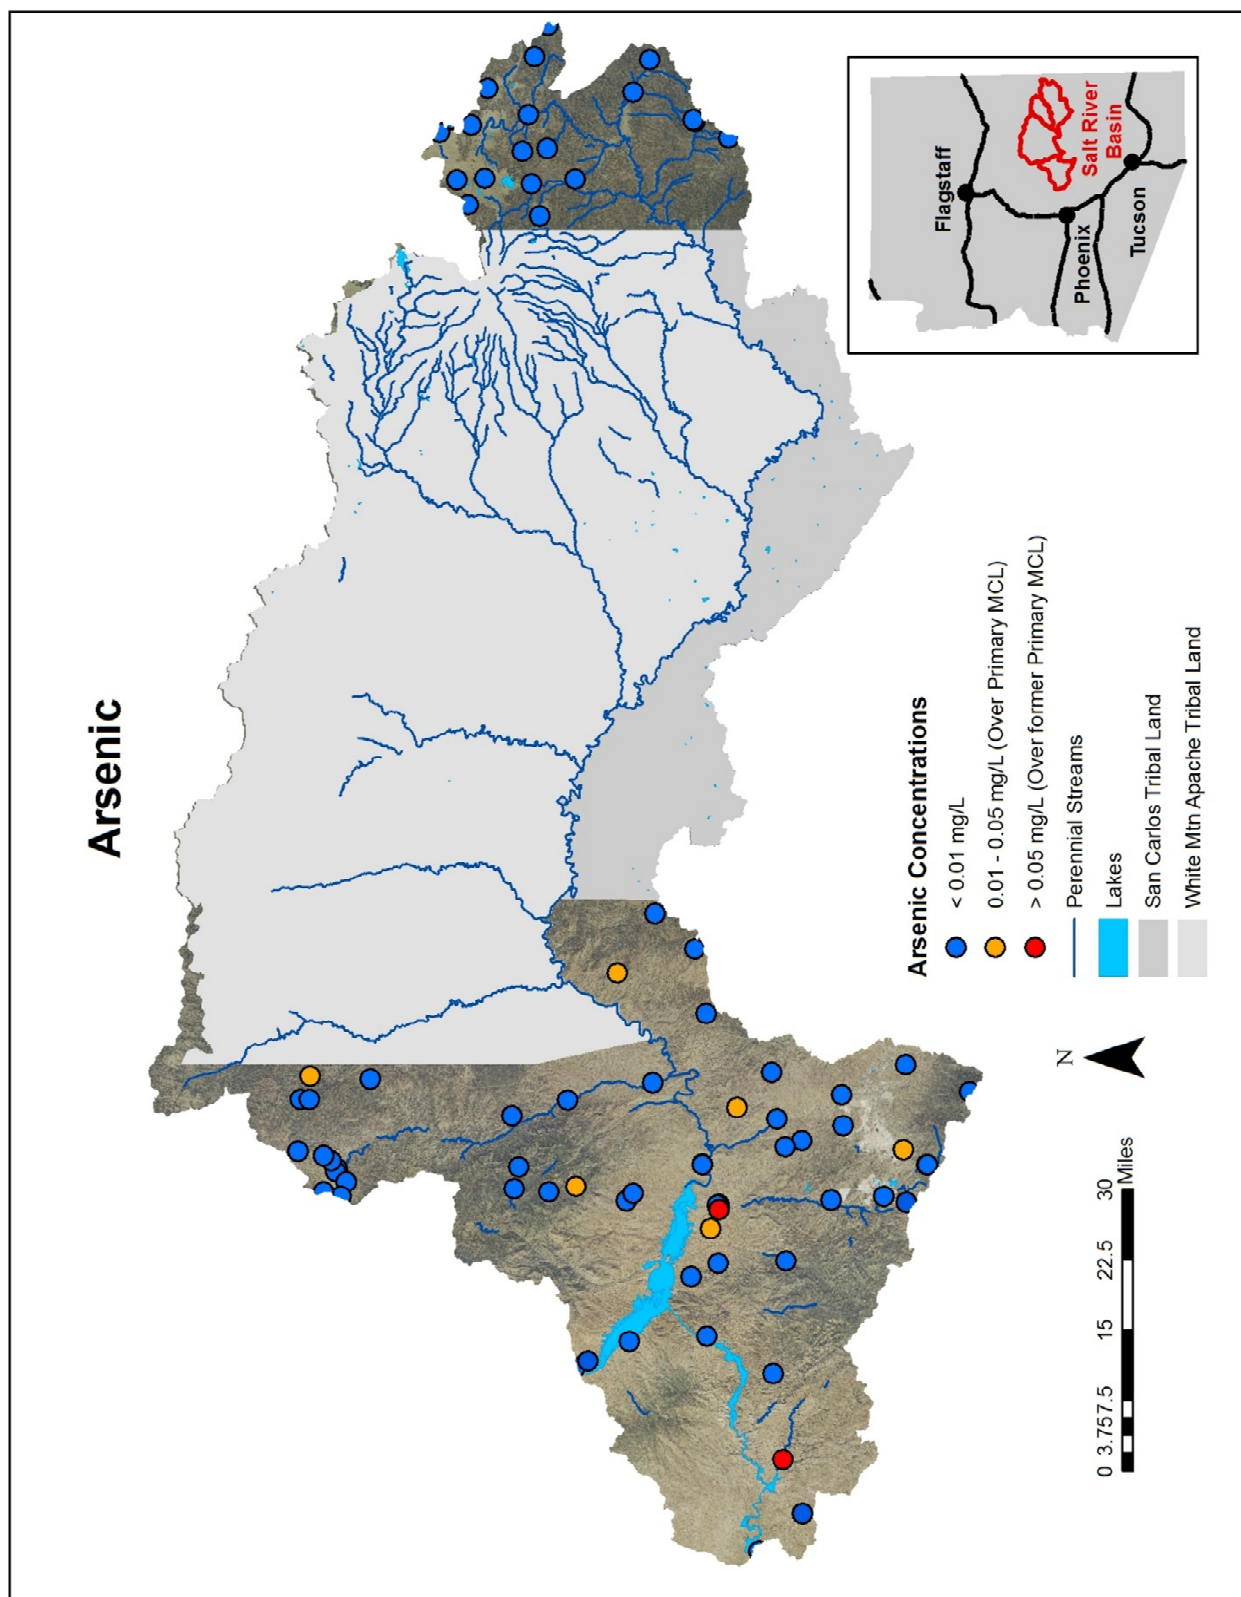 Arsenic
Flagstaff
Salt River
Basin
Phoenix
Tucson
Arsenic Concentrations
< 0.01 mg/L
0.01 - 0.05 mg/L (Over Primary MCL)
> 0.05 mg/L (Over former Primary MCL)
Perennial Streams
Lakes
San Carlos Tribal Land
White Mtn Apache Tribal Land
N
0 3.75 7.5 15 22.5 30
Miles